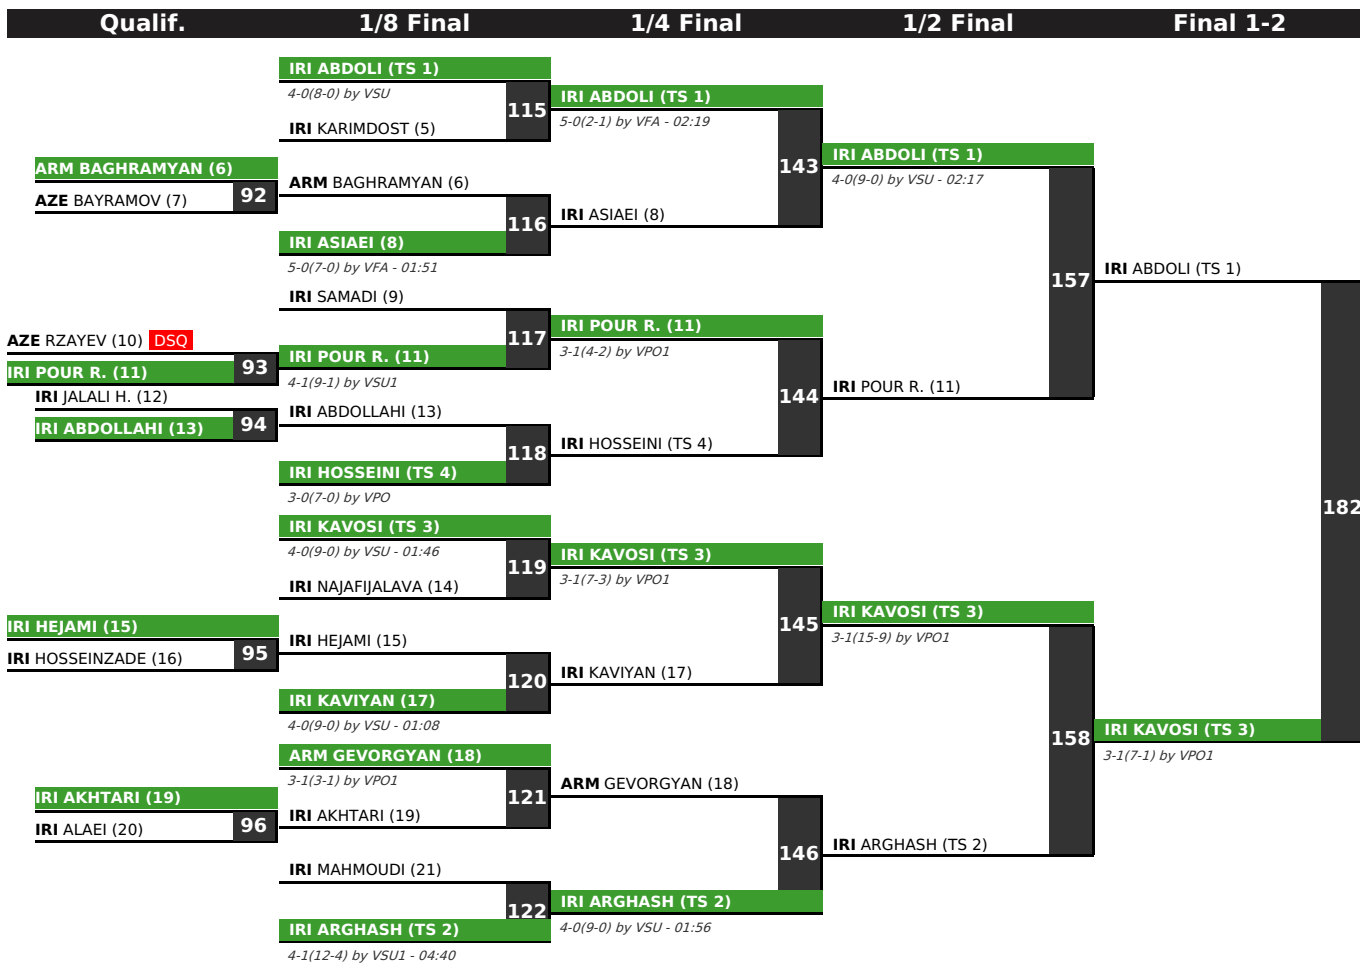 Qualif.
1/8 Final
1/4 Final
1/2 Final
Final 1-2
ARM BAGHRAMYAN (6)
AZE BAYRAMOV (7)
92
AZE RZAYEV (10) DSQ
IRI POUR R. (11)
93
IRI JALALI H. (12)
IRI ABDOLLAHI (13)
94
IRI HEJAMI (15)
IRI HOSSEINZADE (16)
95
IRI AKHTARI (19)
IRI ALAEI (20)
96
IRI ABDOLI (TS 1)
4-0(8-0) by VSU
115
IRI KARIMDOST (5)
ARM BAGHRAMYAN (6)
116
IRI ASIAEI (8)
5-0(7-0) by VFA - 01:51
IRI SAMADI (9)
117
IRI POUR R. (11)
4-1(9-1) by VSU1
IRI ABDOLLAHI (13)
118
IRI HOSSEINI (TS 4)
3-0(7-0) by VPO
IRI KAVOSI (TS 3)
4-0(9-0) by VSU - 01:46
119
IRI NAJAFIJALAVA (14)
IRI HEJAMI (15)
120
IRI KAVIYAN (17)
4-0(9-0) by VSU - 01:08
ARM GEVORGYAN (18)
3-1(3-1) by VPO1
121
IRI AKHTARI (19)
IRI MAHMOUDI (21)
122
IRI ARGHASH (TS 2)
4-1(12-4) by VSU1 - 04:40
IRI ABDOLI (TS 1)
5-0(2-1) by VFA - 02:19
143
IRI ASIAEI (8)
IRI POUR R. (11)
3-1(4-2) by VPO1
144
IRI HOSSEINI (TS 4)
IRI KAVOSI (TS 3)
3-1(7-3) by VPO1
145
IRI KAVIYAN (17)
ARM GEVORGYAN (18)
146
IRI ARGHASH (TS 2)
4-0(9-0) by VSU - 01:56
IRI ABDOLI (TS 1)
4-0(9-0) by VSU - 02:17
157
IRI POUR R. (11)
IRI KAVOSI (TS 3)
3-1(15-9) by VPO1
158
IRI ARGHASH (TS 2)
IRI ABDOLI (TS 1)
182
IRI KAVOSI (TS 3)
3-1(7-1) by VPO1